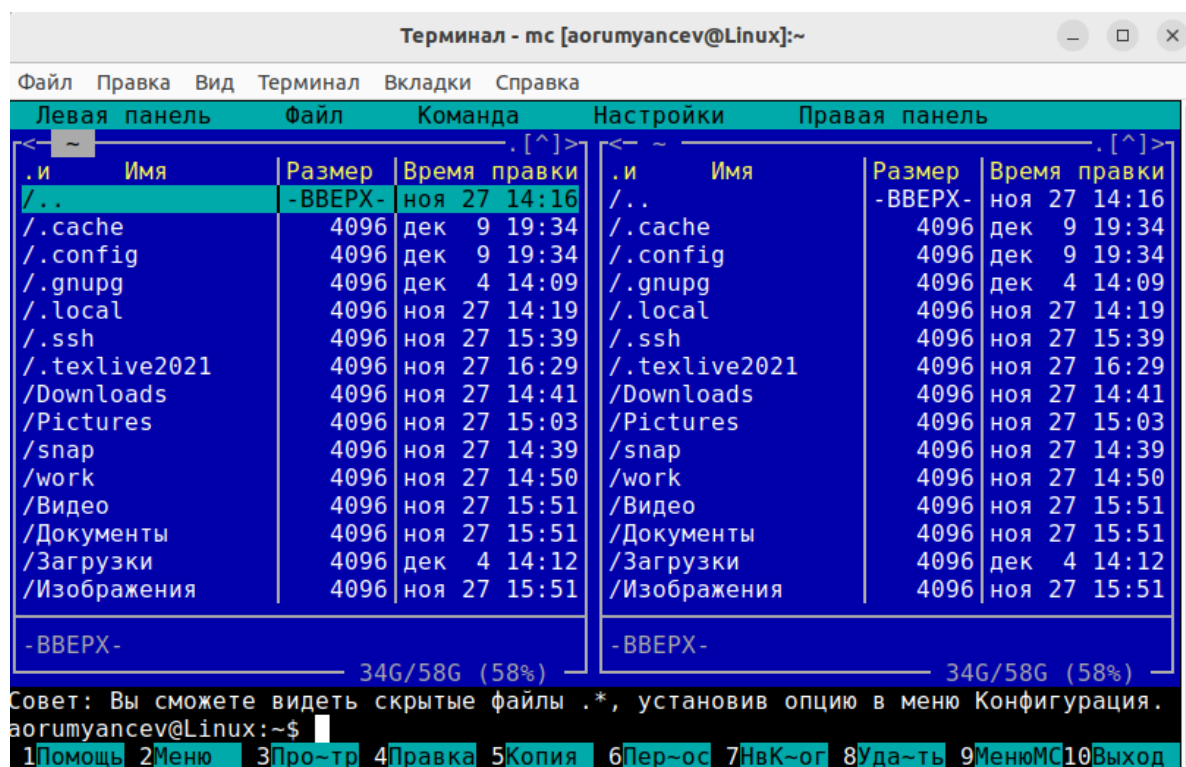 Терминал - mc [aorumyancev@Linux]:~
Файл Правка Вид Терминал Вкладки Справка
Левая панель Файл Команда Настройки Правая панель
<─ ~ ─.[^]> <─ ~ ─.[^]>
.и Имя Размер Время правки .и Имя Размер Время правки
/.. -ВВЕРХ- ноя 27 14:16 /.. -ВВЕРХ- ноя 27 14:16
/.cache 4096 дек 9 19:34 /.cache 4096 дек 9 19:34
/.config 4096 дек 9 19:34 /.config 4096 дек 9 19:34
/.gnupg 4096 дек 4 14:09 /.gnupg 4096 дек 4 14:09
/.local 4096 ноя 27 14:19 /.local 4096 ноя 27 14:19
/.ssh 4096 ноя 27 15:39 /.ssh 4096 ноя 27 15:39
/.texlive2021 4096 ноя 27 16:29 /.texlive2021 4096 ноя 27 16:29
/Downloads 4096 ноя 27 14:41 /Downloads 4096 ноя 27 14:41
/Pictures 4096 ноя 27 15:03 /Pictures 4096 ноя 27 15:03
/snap 4096 ноя 27 14:39 /snap 4096 ноя 27 14:39
/work 4096 ноя 27 14:50 /work 4096 ноя 27 14:50
/Видео 4096 ноя 27 15:51 /Видео 4096 ноя 27 15:51
/Документы 4096 ноя 27 15:51 /Документы 4096 ноя 27 15:51
/Загрузки 4096 дек 4 14:12 /Загрузки 4096 дек 4 14:12
/Изображения 4096 ноя 27 15:51 /Изображения 4096 ноя 27 15:51
-ВВЕРХ- -ВВЕРХ-
34G/58G (58%) 34G/58G (58%)
Совет: Вы сможете видеть скрытые файлы .*, установив опцию в меню Конфигурация.
aorumyancev@Linux:~$
1Помощь 2Меню 3Про~тр 4Правка 5Копия 6Пер~ос 7НвК~ог 8Уда~ть 9МенюМС 10Выход